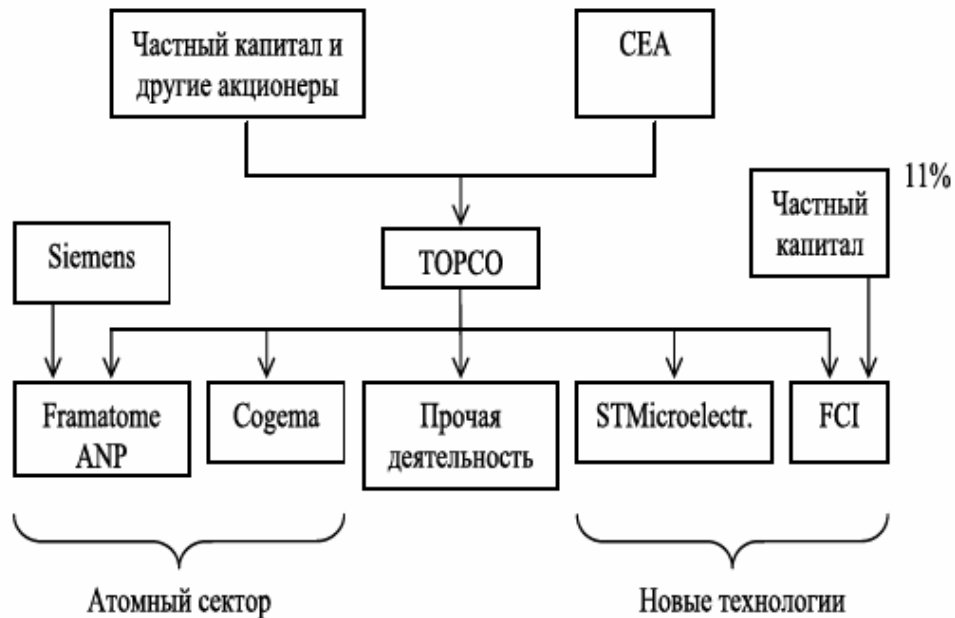 Частный капитал и
другие акционеры
CEA
11%
Частный
капитал
Siemens
TOPCO
Framatome
ANP
Cogema
Прочая
деятельность
STMicroelectr.
FCI
Атомный сектор
Новые технологии